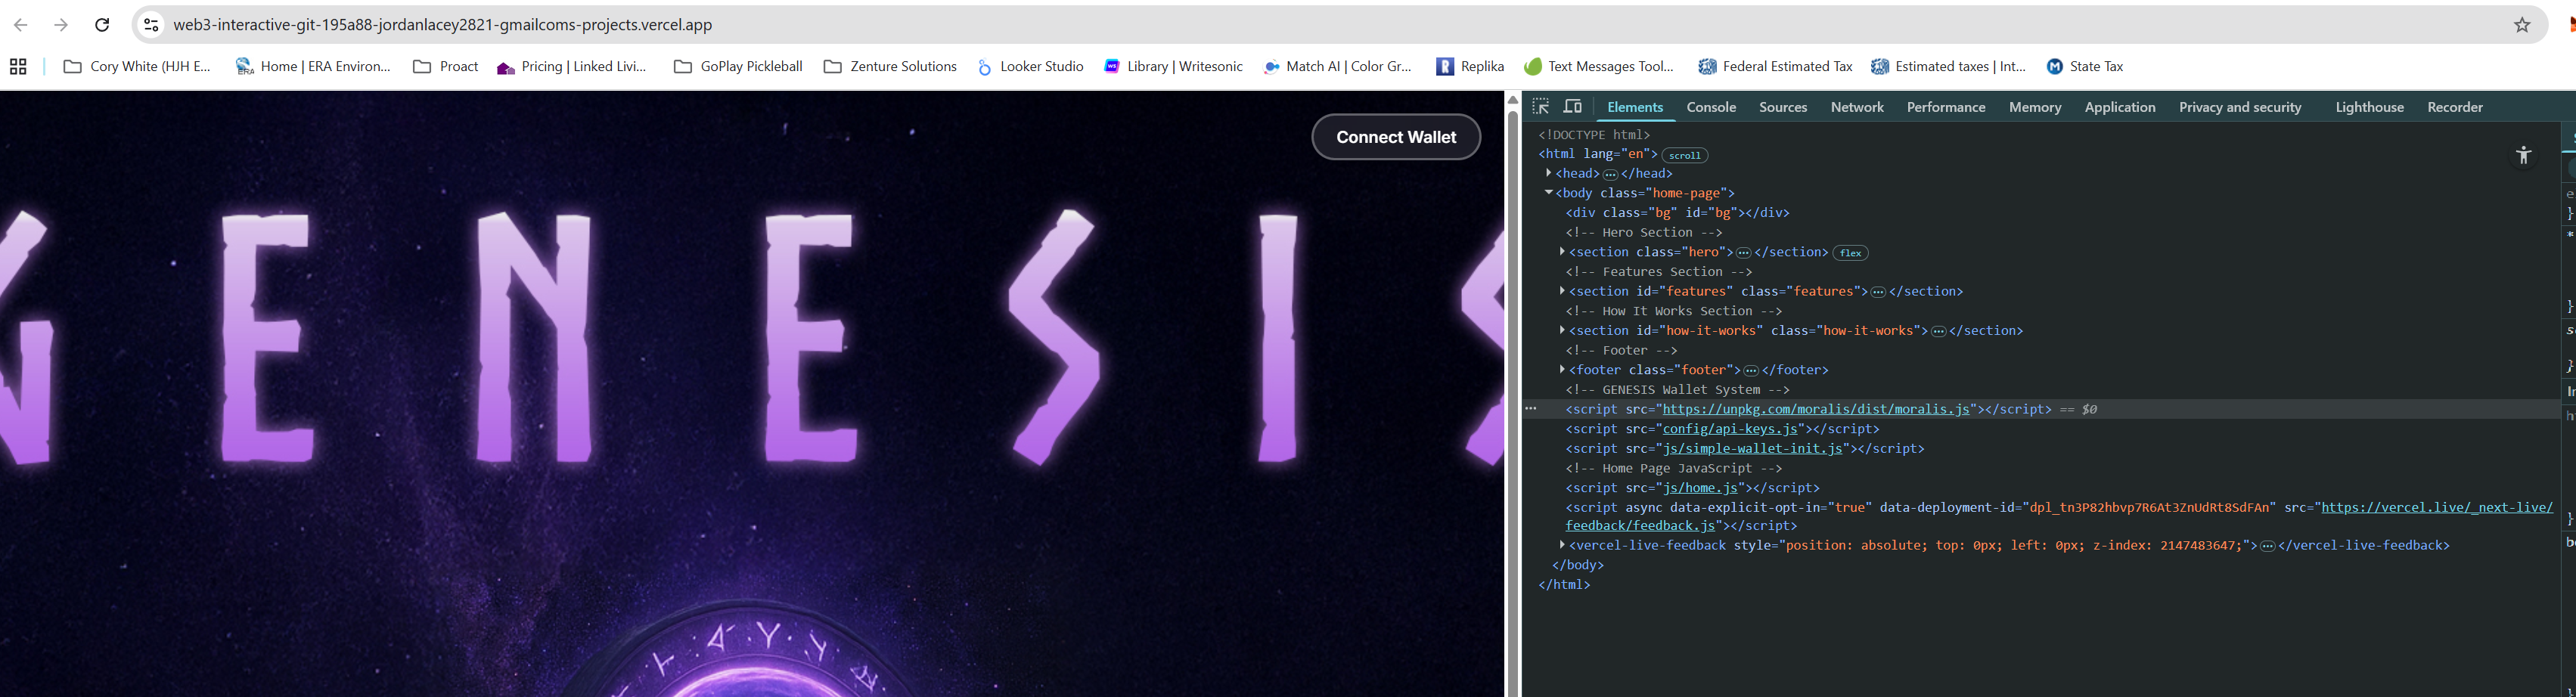 web3-interactive-git-195a88-jordanlacey2821-gmailcoms-projects.vercel.app
Cory White (HJH E... Home | ERA Environ... Proact Pricing | Linked Livi... GoPlay Pickleball Zenture Solutions Looker Studio Library | Writesonic Match AI | Color Gr... Replika Text Messages Tool... Federal Estimated Tax Estimated taxes | Int... State Tax
Connect Wallet
GENESIS
Elements Console Sources Network Performance Memory Application Privacy and security Lighthouse Recorder
<!DOCTYPE html>
<html lang="en"> scroll
<head> ... </head>
<body class="home-page">
<div class="bg" id="bg"></div>
<!-- Hero Section -->
<section class="hero"> ... </section> flex
<!-- Features Section -->
<section id="features" class="features"> ... </section>
<!-- How It Works Section -->
<section id="how-it-works" class="how-it-works"> ... </section>
<!-- Footer -->
<footer class="footer"> ... </footer>
<!-- GENESIS Wallet System -->
... <script src="https://unpkg.com/moralis/dist/moralis.js"></script> == $0
<script src="config/api-keys.js"></script>
<script src="js/simple-wallet-init.js"></script>
<!-- Home Page JavaScript -->
<script src="js/home.js"></script>
<script async data-explicit-opt-in="true" data-deployment-id="dpl_tn3P82hbvp7R6At3ZnUdRt8SdFAn" src="https://vercel.live/_next-live/
feedback/feedback.js"></script>
<vercel-live-feedback style="position: absolute; top: 0px; left: 0px; z-index: 2147483647;"> ... </vercel-live-feedback>
</body>
</html>